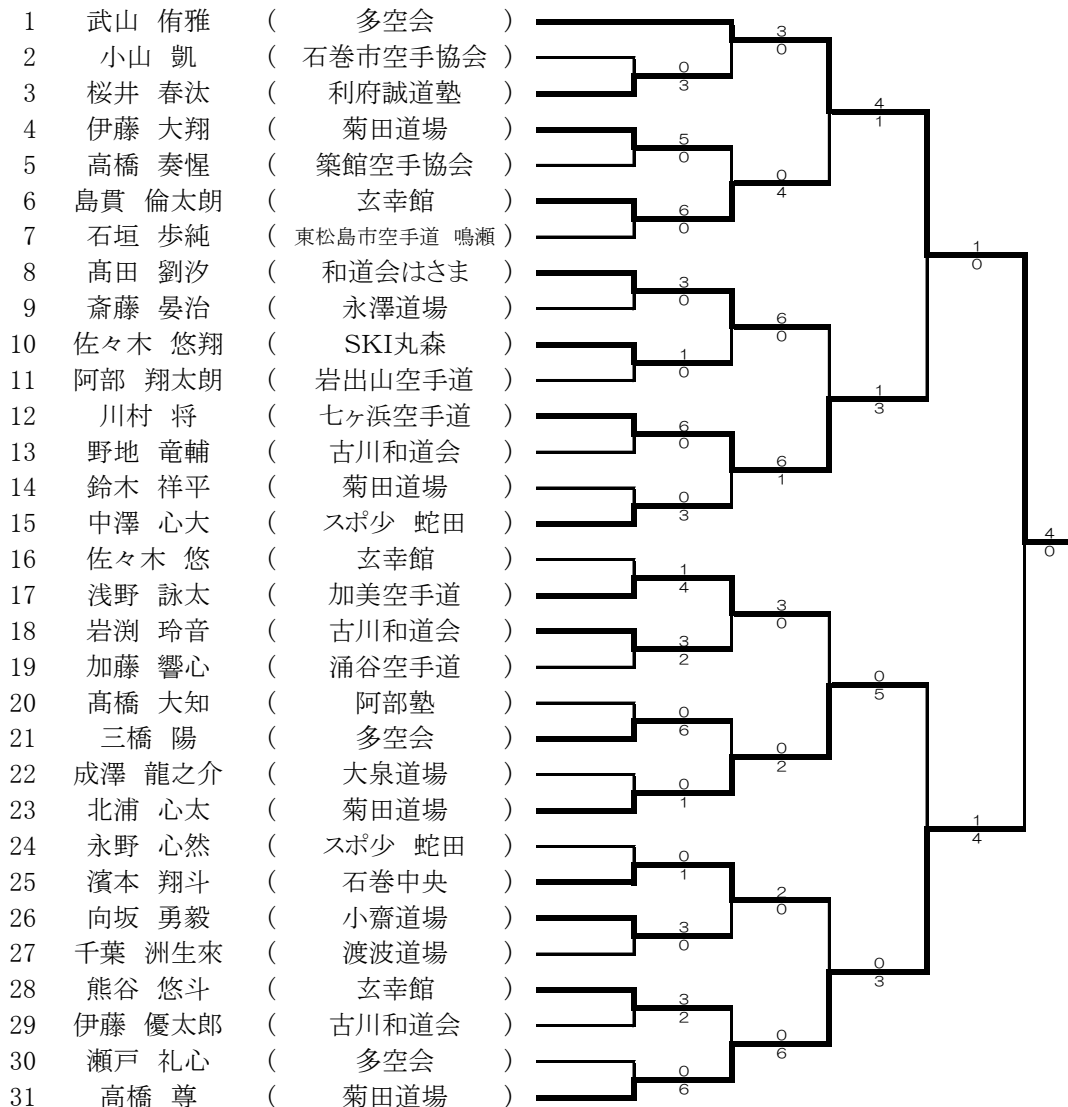 1 武山 侑雅 ( 多空会 )
3
0
2 小山 凱 ( 石巻市空手協会 )
0
3
3 桜井 春汰 ( 利府誠道塾 )
4
1
4 伊藤 大翔 ( 菊田道場 )
5
0
5 高橋 奏惺 ( 築館空手協会 )
0
4
6 島貫 倫太朗 ( 玄幸館 )
6
0
7 石垣 歩純 ( 東松島市空手道 鳴瀬 )
1
0
8 髙田 劉汐 ( 和道会はさま )
3
0
9 斎藤 晏治 ( 永澤道場 )
6
0
10 佐々木 悠翔 ( SKI丸森 )
1
0
11 阿部 翔太朗 ( 岩出山空手道 )
1
3
12 川村 将 ( 七ヶ浜空手道 )
6
0
13 野地 竜輔 ( 古川和道会 )
6
1
14 鈴木 祥平 ( 菊田道場 )
0
3
15 中澤 心大 ( スポ少 蛇田 )
4
0
16 佐々木 悠 ( 玄幸館 )
1
4
17 浅野 詠太 ( 加美空手道 )
3
0
18 岩渕 玲音 ( 古川和道会 )
3
2
19 加藤 響心 ( 涌谷空手道 )
0
5
20 髙橋 大知 ( 阿部塾 )
0
6
21 三橋 陽 ( 多空会 )
0
2
22 成澤 龍之介 ( 大泉道場 )
0
1
23 北浦 心太 ( 菊田道場 )
1
4
24 永野 心然 ( スポ少 蛇田 )
0
1
25 濱本 翔斗 ( 石巻中央 )
2
0
26 向坂 勇毅 ( 小齋道場 )
3
0
27 千葉 洲生來 ( 渡波道場 )
0
3
28 熊谷 悠斗 ( 玄幸館 )
3
2
29 伊藤 優太郎 ( 古川和道会 )
0
6
30 瀬戸 礼心 ( 多空会 )
0
6
31 高橋 尊 ( 菊田道場 )